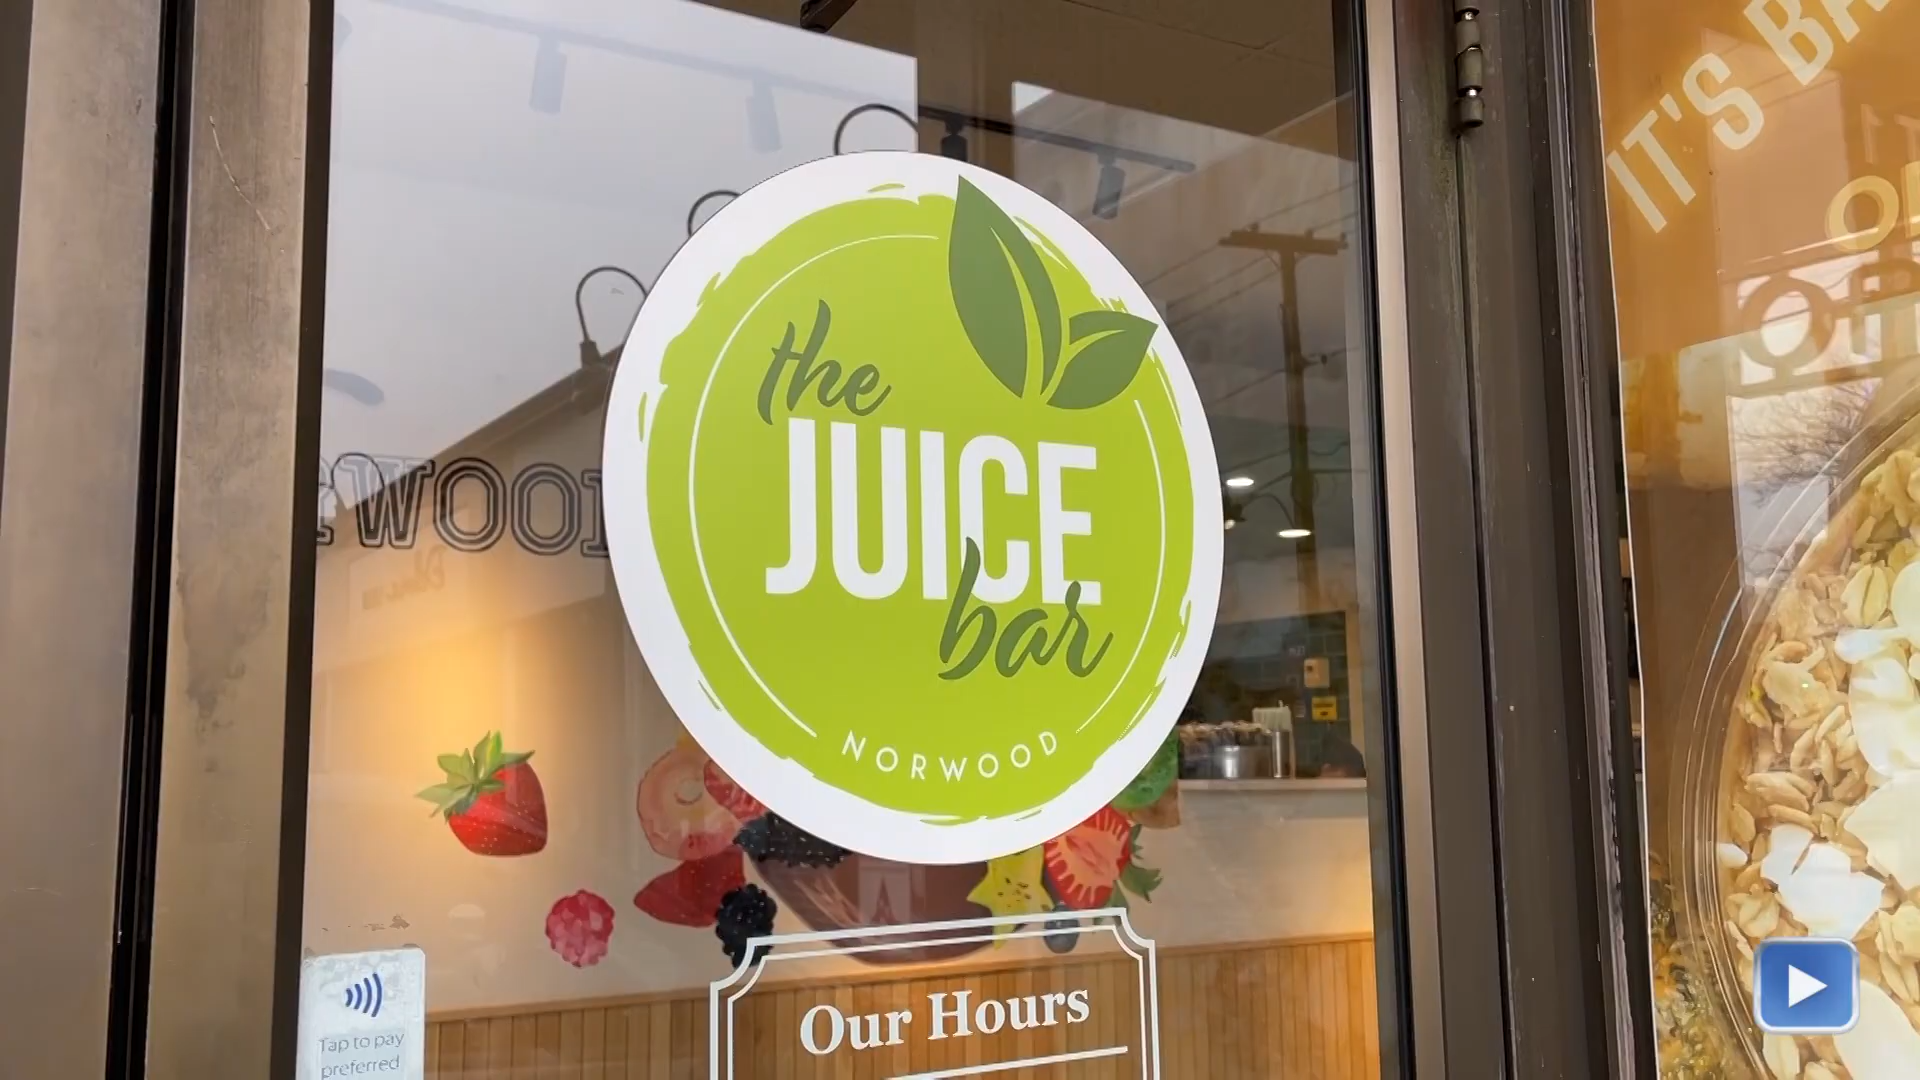 the
JUICE
bar
NORWOOD
Our Hours
Tap to pay
preferred
IT'S